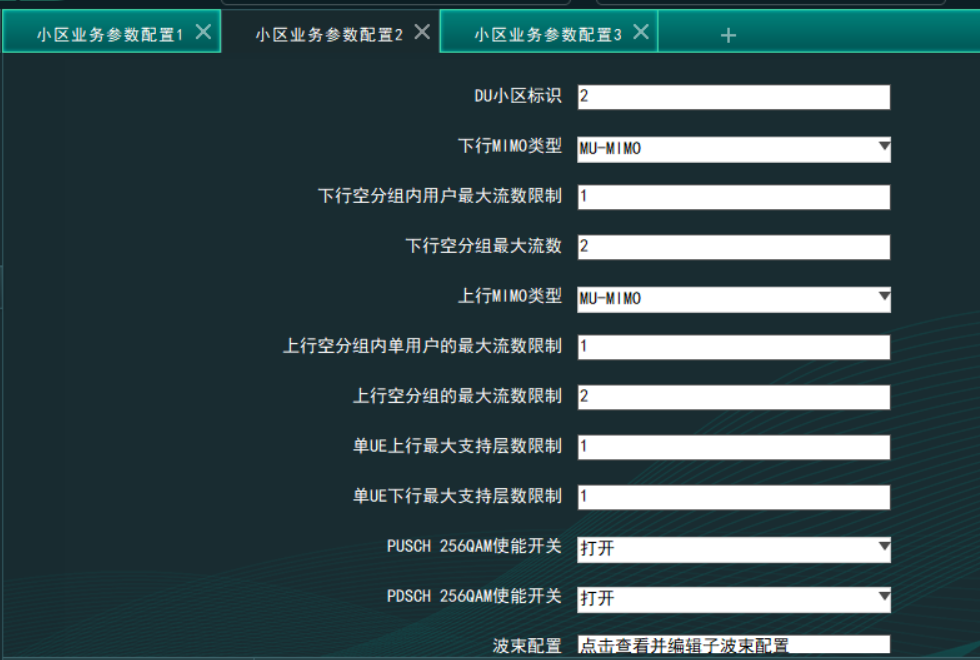 小区业务参数配置1 小区业务参数配置2 小区业务参数配置3 +
DU小区标识 2
下行MIMO类型 MU-MIMO
下行空分组内用户最大流数限制 1
下行空分组最大流数 2
上行MIMO类型 MU-MIMO
上行空分组内单用户的最大流数限制 1
上行空分组的最大流数限制 2
单UE上行最大支持层数限制 1
单UE下行最大支持层数限制 1
PUSCH 256QAM使能开关 打开
PDSCH 256QAM使能开关 打开
波束配置 点击查看并编辑子波束配置